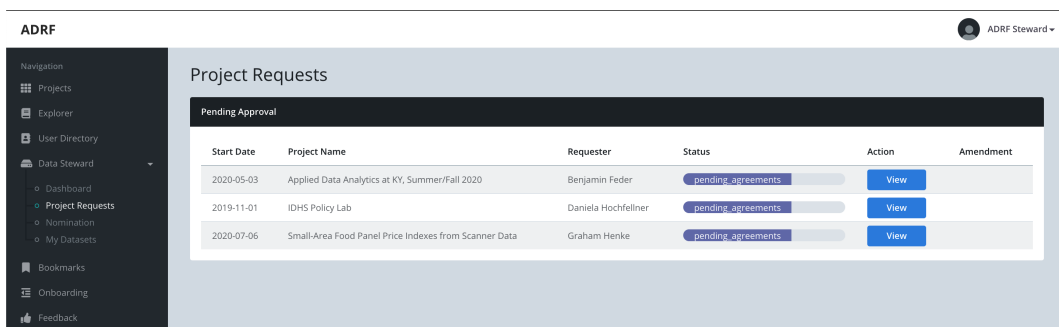 ADRF
ADRF Steward
Navigation
Projects
Explorer
User Directory
Data Steward
Dashboard
Project Requests
Nomination
My Datasets
Bookmarks
Onboarding
Feedback
Project Requests
Pending Approval
Start Date Project Name Requester Status Action Amendment
2020-05-03 Applied Data Analytics at KY, Summer/Fall 2020 Benjamin Feder pending_agreements View
2019-11-01 IDHS Policy Lab Daniela Hochfellner pending_agreements View
2020-07-06 Small-Area Food Panel Price Indexes from Scanner Data Graham Henke pending_agreements View